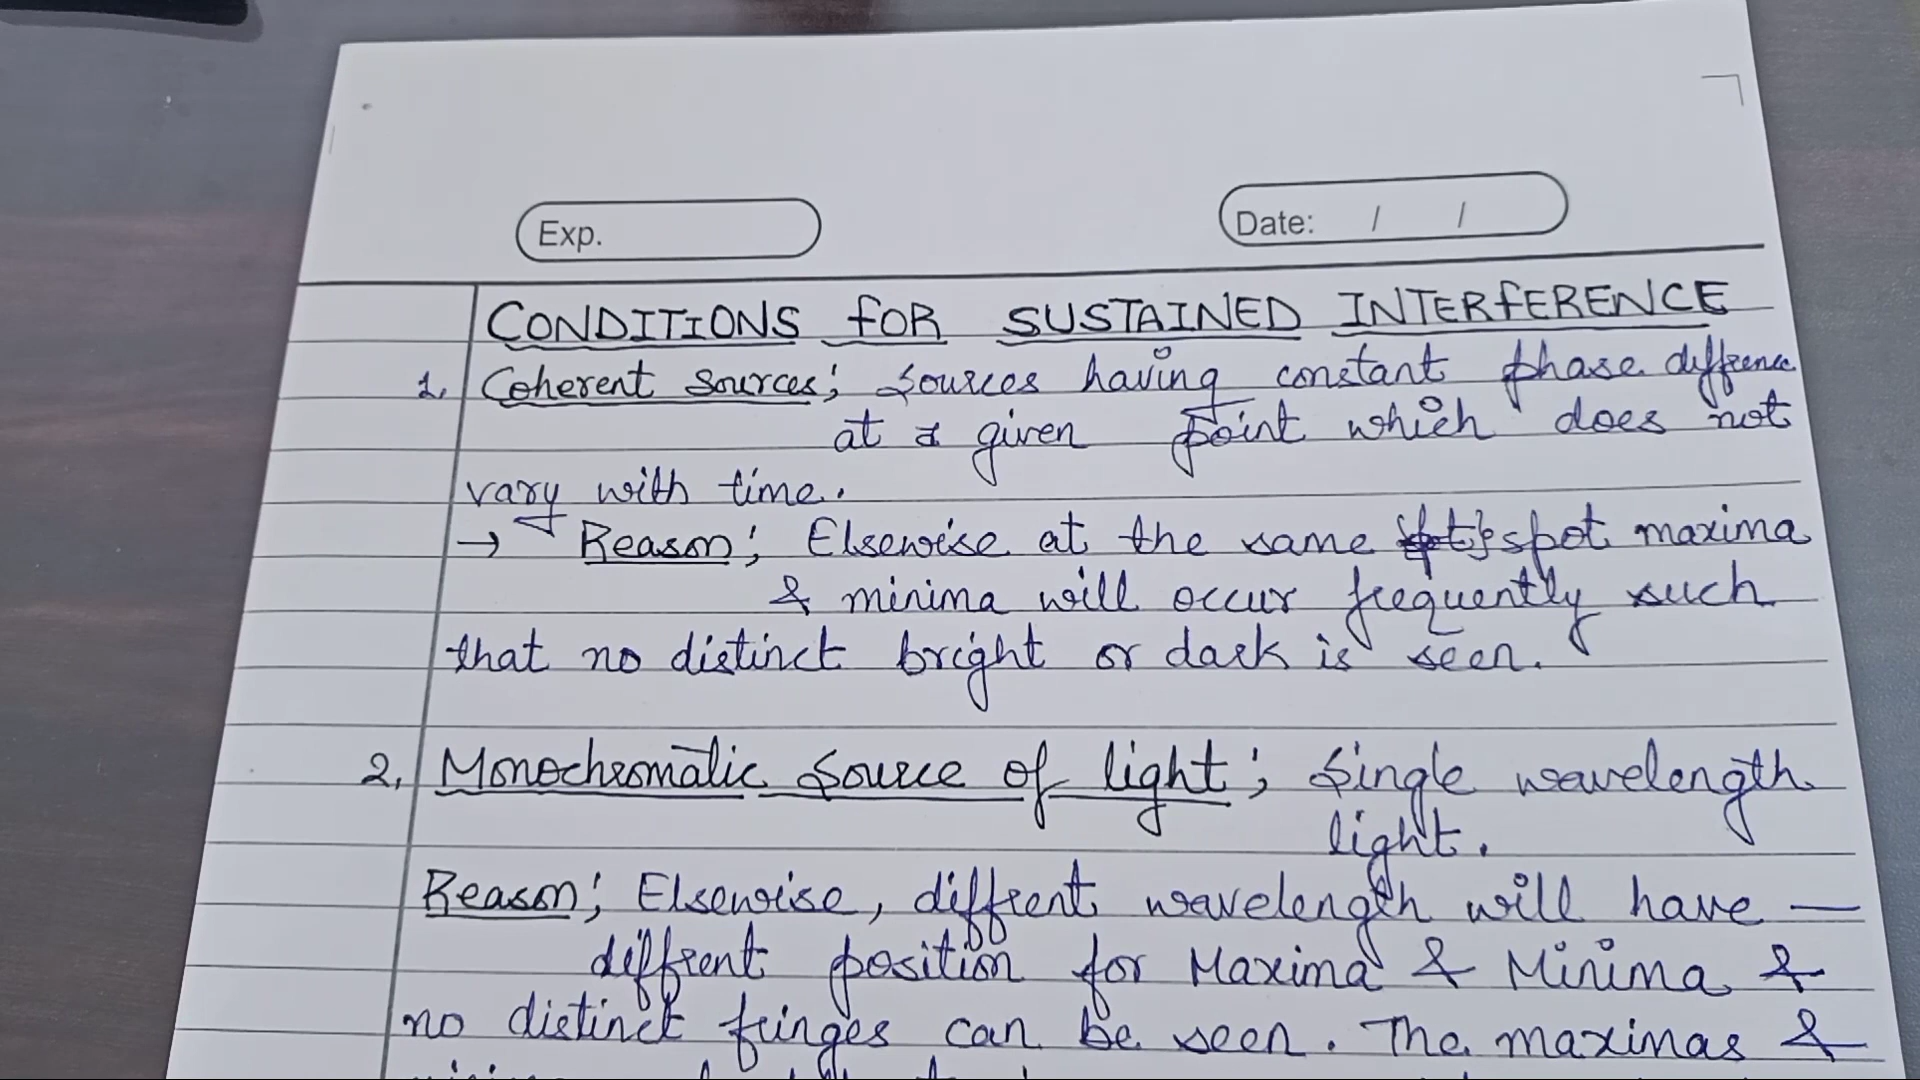 Exp.
Date: / /
CONDITIONS FOR SUSTAINED INTERFERENCE
1. Coherent Sources; Sources having constant phase diffrence
at a given point which does not
vary with time.
→ Reason; Elsewise at the same spot maxima
& minima will occur frequently such
that no distinct bright or dark is seen.
2. Monochromatic Source of light; Single wavelength
light.
Reason; Elsewise, diffrent wavelength will have —
diffrent position for Maxima & Minima &
no distinct fringes can be seen. The maximas &